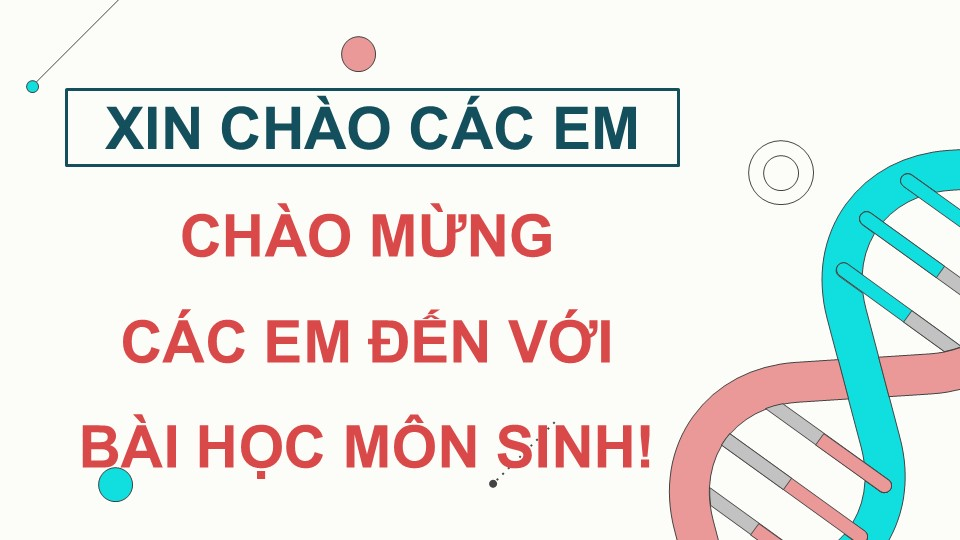 XIN CHÀO CÁC EM
CHÀO MỪNG
CÁC EM ĐẾN VỚI
BÀI HỌC MÔN SINH!